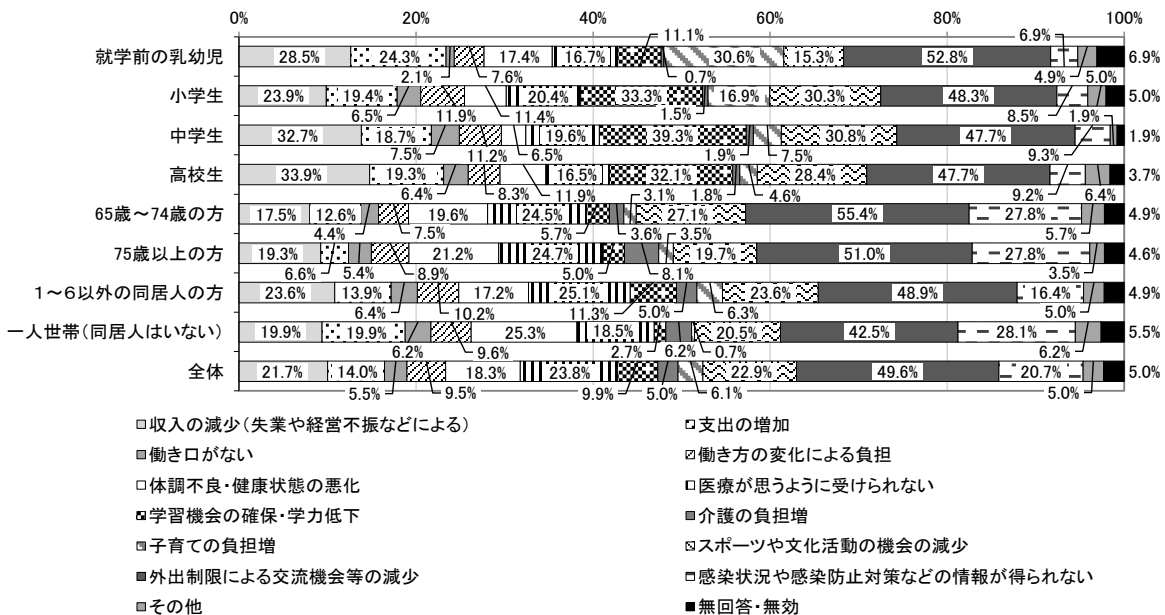 0% 20% 40% 60% 80% 100%
11.1% 6.9%
就学前の乳幼児 28.5% 24.3% 17.4% 16.7% 30.6% 15.3% 52.8% 6.9%
2.1% 7.6% 0.7% 4.9% 5.0%
小学生 23.9% 19.4% 20.4% 33.3% 16.9% 30.3% 48.3% 5.0%
6.5% 11.9% 11.4% 1.5% 8.5% 1.9%
中学生 32.7% 18.7% 19.6% 39.3% 30.8% 47.7% 1.9%
7.5% 11.2% 6.5% 1.9% 7.5% 9.3%
高校生 33.9% 19.3% 16.5% 32.1% 28.4% 47.7% 3.7%
6.4% 8.3% 11.9% 3.1% 1.8% 4.6% 9.2% 6.4%
65歳～74歳の方 17.5% 12.6% 19.6% 24.5% 27.1% 55.4% 27.8% 4.9%
4.4% 7.5% 5.7% 3.6% 3.5% 5.7%
75歳以上の方 19.3% 21.2% 24.7% 19.7% 51.0% 27.8% 4.6%
6.6% 5.4% 8.9% 5.0% 8.1% 3.5%
1～6以外の同居人の方 23.6% 13.9% 17.2% 25.1% 23.6% 48.9% 16.4% 4.9%
6.4% 10.2% 11.3% 5.0% 6.3% 5.0%
一人世帯（同居人はいない） 19.9% 19.9% 25.3% 18.5% 20.5% 42.5% 28.1% 5.5%
6.2% 9.6% 2.7% 6.2% 0.7% 6.2%
全体 21.7% 14.0% 18.3% 23.8% 22.9% 49.6% 20.7% 5.0%
5.5% 9.5% 9.9% 5.0% 6.1% 5.0%
収入の減少（失業や経営不振などによる） 支出の増加
働き口がない 働き方の変化による負担
体調不良・健康状態の悪化 医療が思うように受けられない
学習機会の確保・学力低下 介護の負担増
子育ての負担増 スポーツや文化活動の機会の減少
外出制限による交流機会等の減少 感染状況や感染防止対策などの情報が得られない
その他 無回答・無効